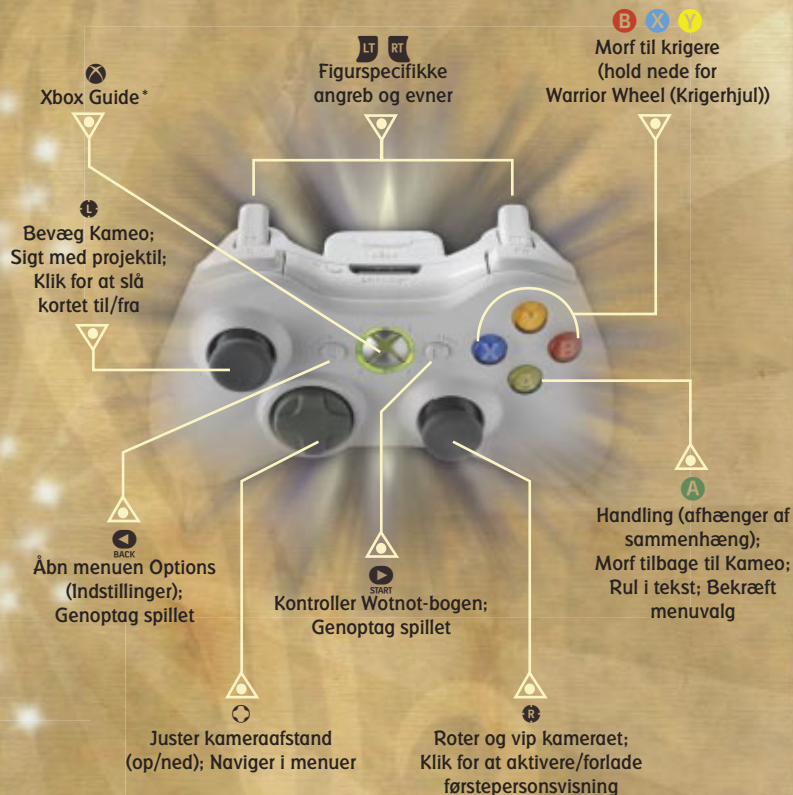 B X Y
LT RT
Morf til krigere
(hold nede for
Warrior Wheel (Krigerhjul))
Figurspecifikke
angreb og evner
Xbox Guide*
L
Bevæg Kameo;
Sigt med projektil;
Klik for at slå
kortet til/fra
Y
X
B
A
A
Handling (afhænger af
sammenhæng);
Morf tilbage til Kameo;
Rul i tekst; Bekræft
menuvalg
BACK
Åbn menuen Options
(Indstillinger);
Genoptag spillet
START
Kontroller Wotnot-bogen;
Genoptag spillet
Juster kameraafstand
(op/ned); Naviger i menuer
R
Roter og vip kameraet;
Klik for at aktivere/forlade
førstepersonsvisning